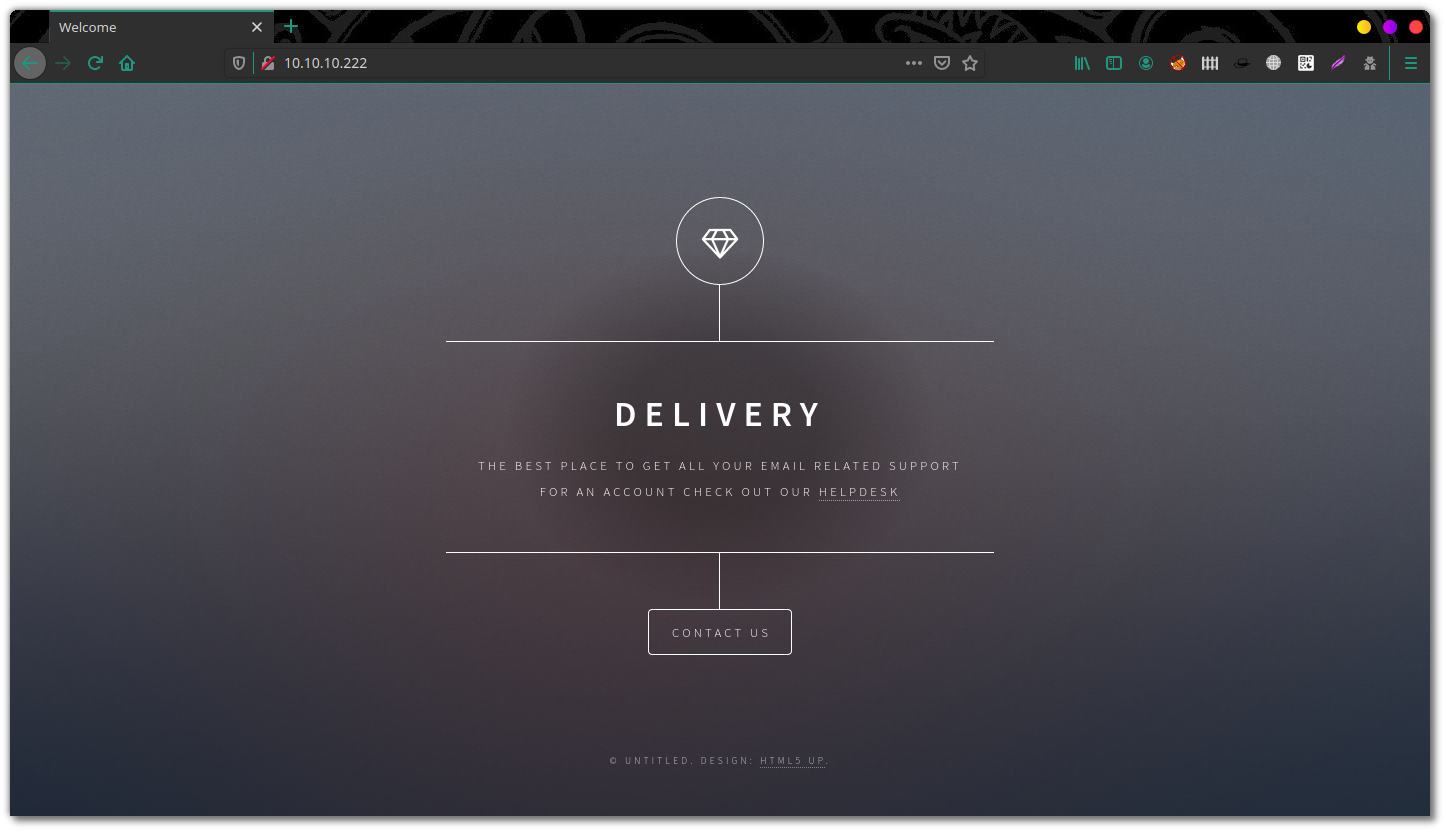 Welcome
10.10.10.222
DELIVERY
THE BEST PLACE TO GET ALL YOUR EMAIL RELATED SUPPORT
FOR AN ACCOUNT CHECK OUT OUR HELPDESK
CONTACT US
© UNTITLED. DESIGN: HTML5 UP.